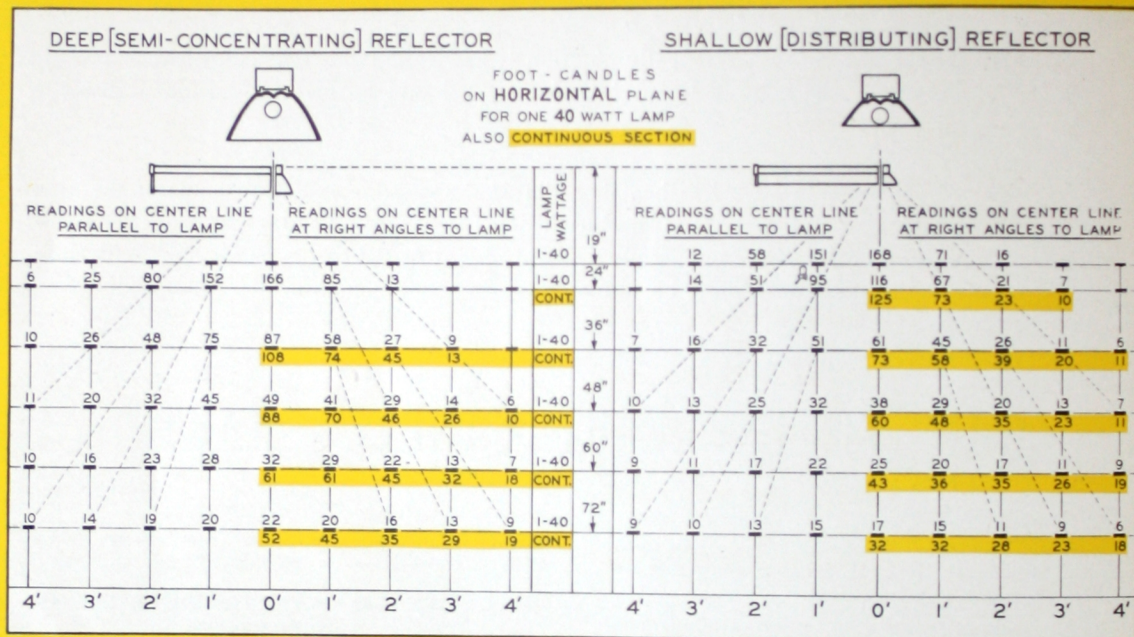 DEEP [SEMI-CONCENTRATING] REFLECTOR
SHALLOW [DISTRIBUTING] REFLECTOR
FOOT-CANDLES
ON HORIZONTAL PLANE
FOR ONE 40 WATT LAMP
ALSO CONTINUOUS SECTION
READINGS ON CENTER LINE
PARALLEL TO LAMP
READINGS ON CENTER LINE
AT RIGHT ANGLES TO LAMP
LAMP
WATTAGE
READINGS ON CENTER LINE
PARALLEL TO LAMP
READINGS ON CENTER LINE
AT RIGHT ANGLES TO LAMP
1-40 19" 12 58 151 168 71 16
6 25 80 152 166 85 13 1-40 24" 14 51 95 116 67 21 7
CONT. 125 73 23 10
10 26 48 75 87 58 27 9 1-40 36" 7 16 32 51 61 45 26 11 6
108 74 45 13 CONT. 73 58 39 20 11
11 20 32 45 49 41 29 14 6 1-40 48" 10 13 25 32 38 29 20 13 7
88 70 46 26 10 CONT. 60 48 35 23 11
10 16 23 28 32 29 22 13 7 1-40 60" 9 11 17 22 25 20 17 11 9
61 61 45 32 18 CONT. 43 36 35 26 19
10 14 19 20 22 20 16 13 9 1-40 72" 9 10 13 15 17 15 11 9 6
52 45 35 29 19 CONT. 32 32 28 23 18
4' 3' 2' 1' 0' 1' 2' 3' 4' 4' 3' 2' 1' 0' 1' 2' 3' 4'